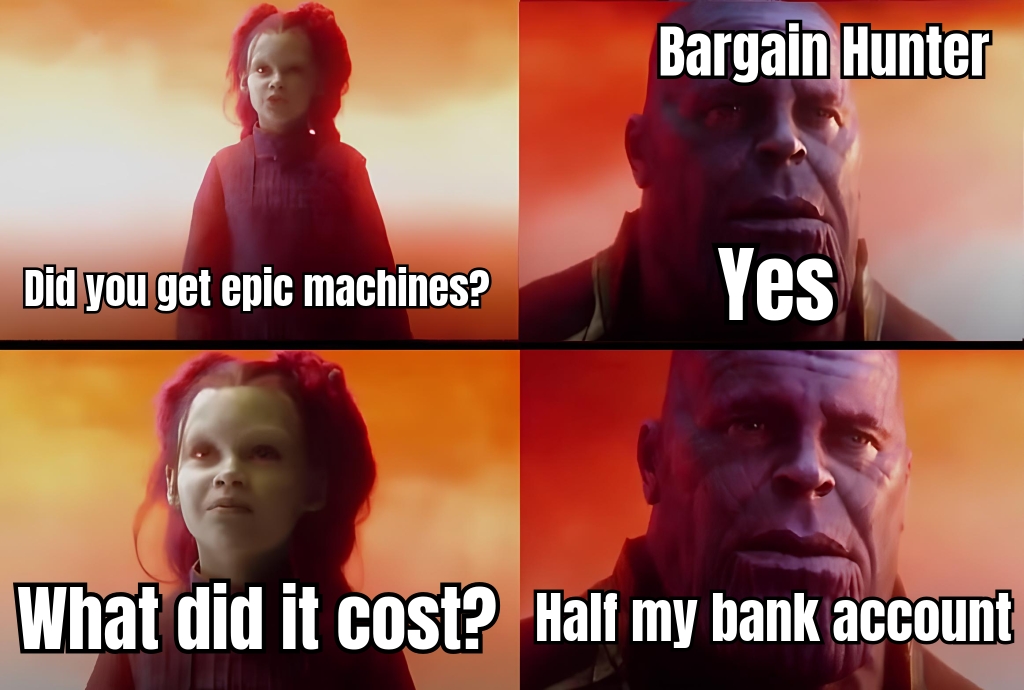 Did you get epic machines?
Bargain Hunter
Yes
What did it cost?
Half my bank account